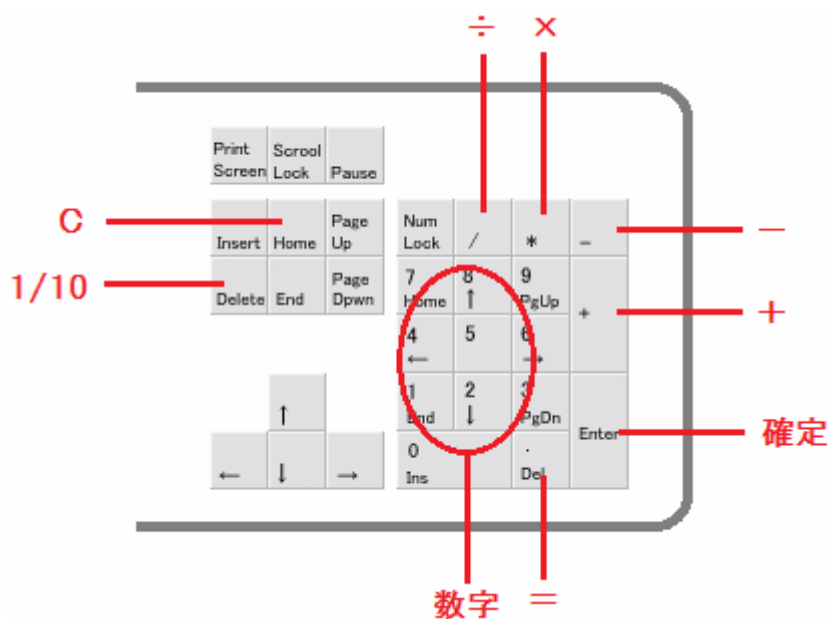 ÷ ×
Print Scrool
Screen Lock Pause
C
Page Num
Insert Home Up Lock / * - −
1/10
Page 7 8 9
Delete End Dpwn Home ↑ PgUp + +
4 5 6
← →
1 2 3
↑ End ↓ PgDn
Enter 確定
0 .
← ↓ → Ins Del
数字 =